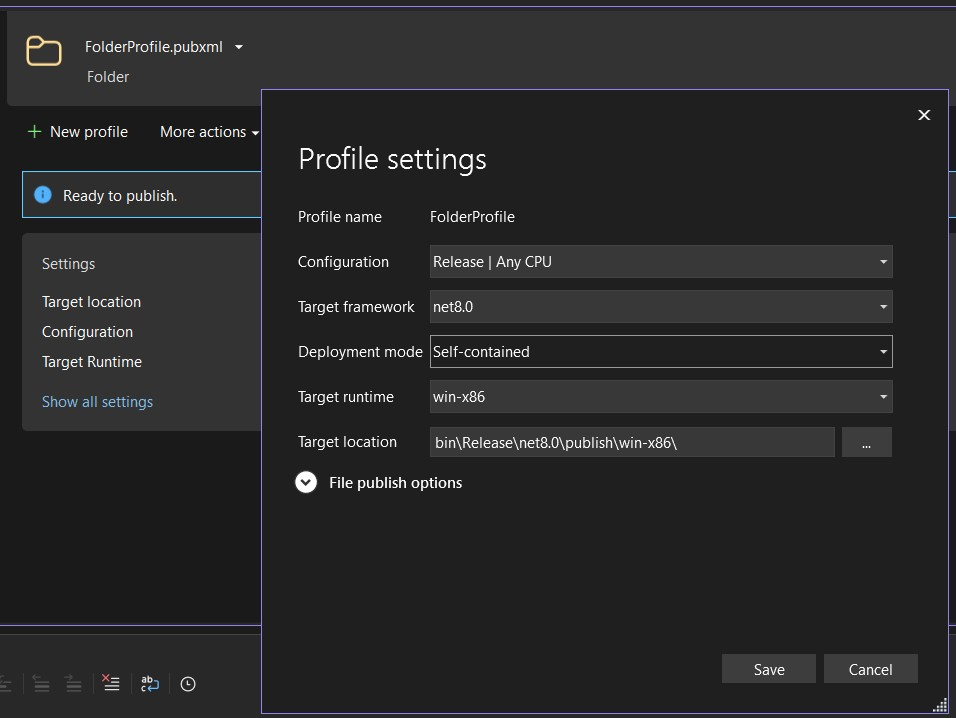 FolderProfile.pubxml
Folder
New profile More actions
Ready to publish.
Settings
Target location
Configuration
Target Runtime
Show all settings
Profile settings
Profile name FolderProfile
Configuration Release | Any CPU
Target framework net8.0
Deployment mode Self-contained
Target runtime win-x86
Target location bin\Release\net8.0\publish\win-x86\ ...
File publish options
Save Cancel
ab
c